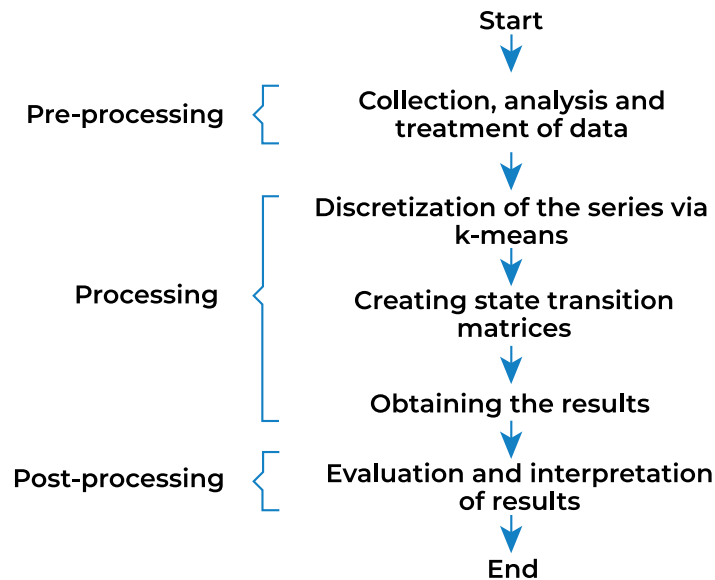 Start
Pre-processing
Collection, analysis and
treatment of data
Processing
Discretization of the series via
k-means
Creating state transition
matrices
Obtaining the results
Post-processing
Evaluation and interpretation
of results
End